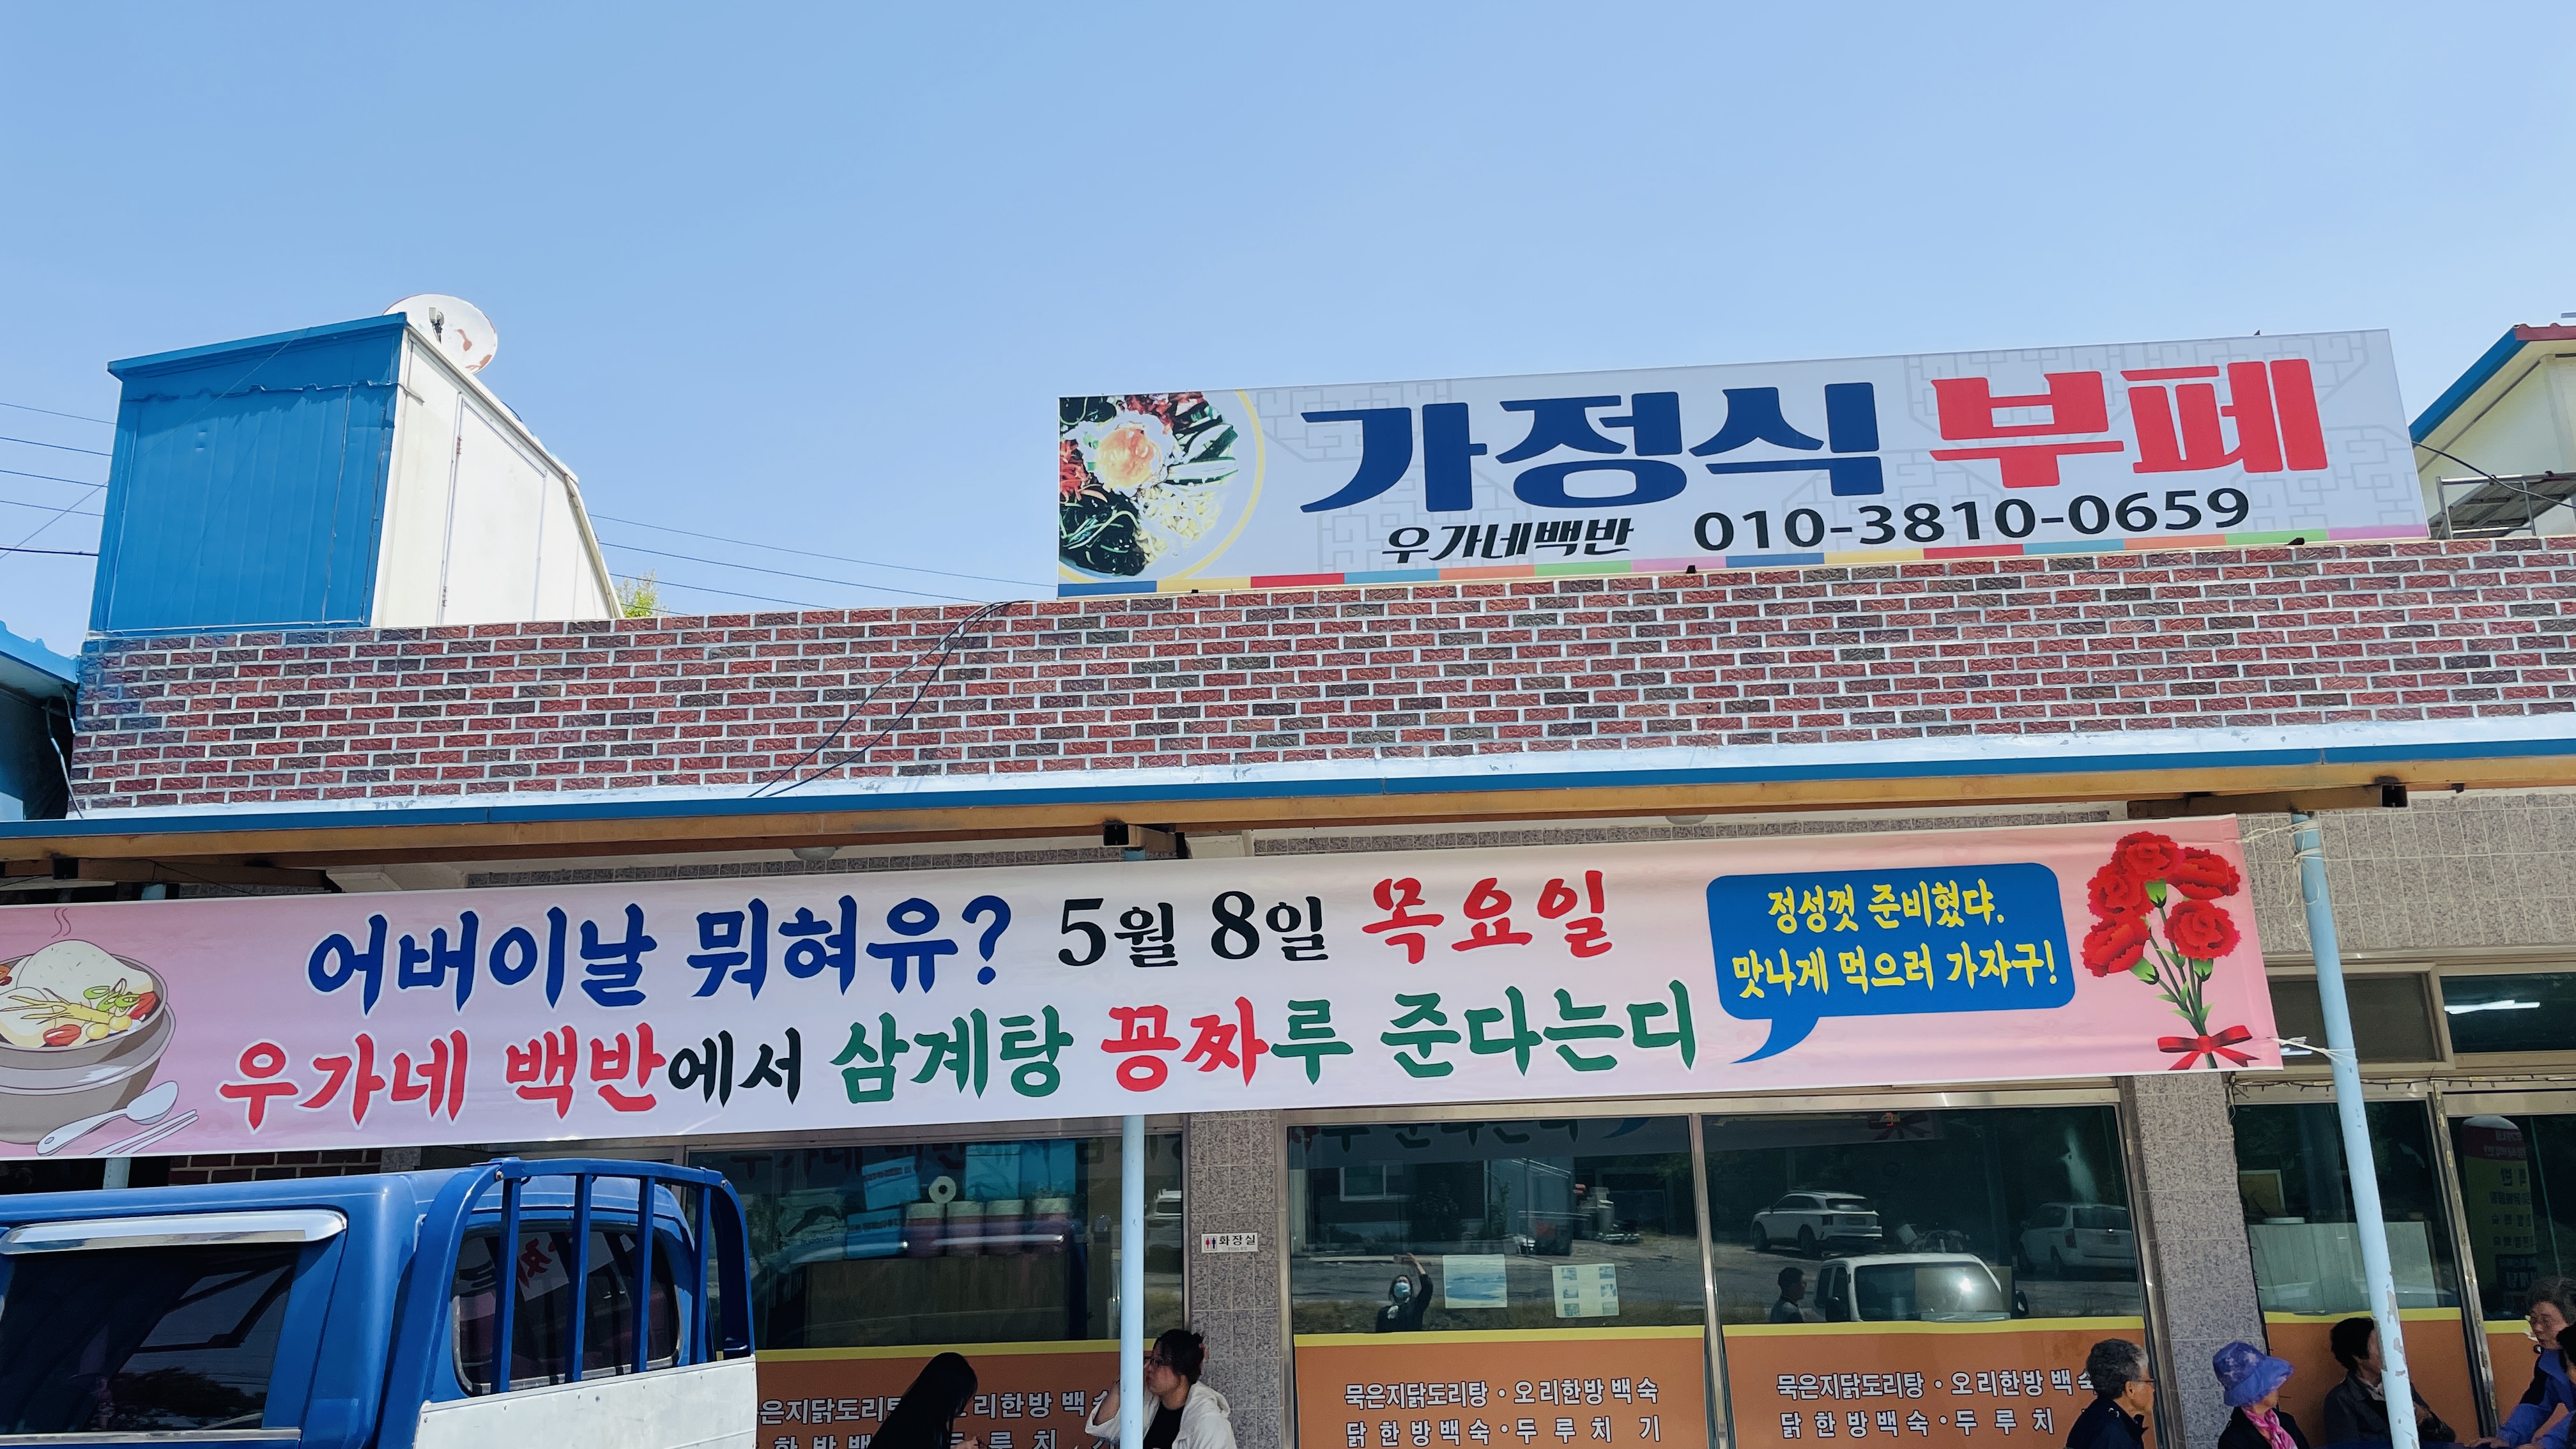 가정식 부페
우가네백반 010-3810-0659
어버이날 뭐혀유? 5월 8일 목요일
우가네 백반에서 삼계탕 꽁짜루 준다는디
정성껏 준비혔댜.
맛나게 먹으러 가자구!
화장실
묵은지닭도리탕·오리한방백숙
닭한방백숙·두루치기
묵은지닭도리탕·오리한방백숙
닭한방백숙·두루치